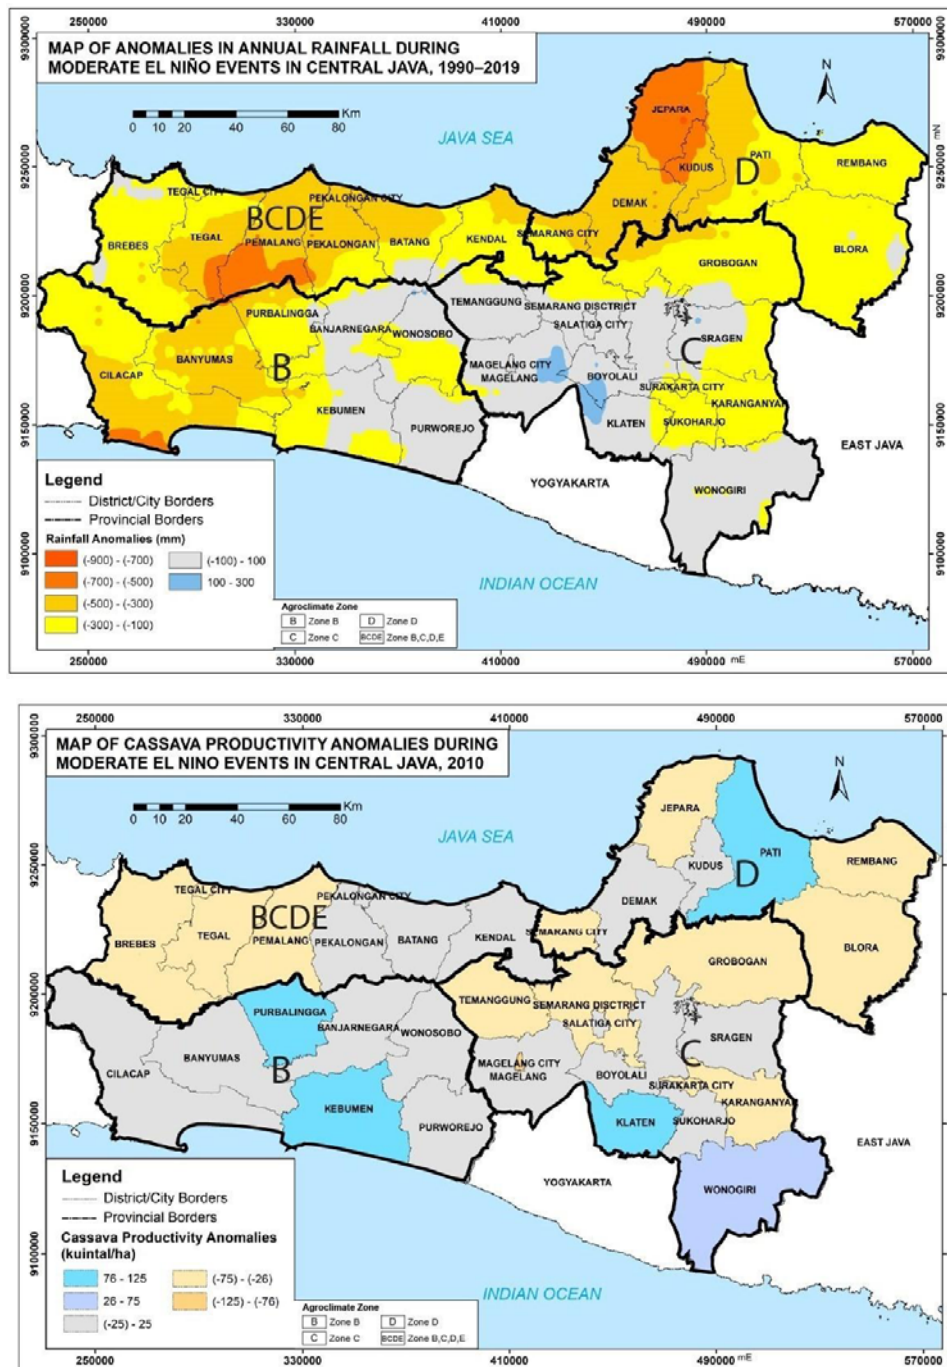 250000 330000 410000 490000 570000
9300000
MAP OF ANOMALIES IN ANNUAL RAINFALL DURING
MODERATE EL NIÑO EVENTS IN CENTRAL JAVA, 1990–2019
N
Km
0 10 20 40 60 80
JAVA SEA
JEPARA
9250000
PATI
KUDUS
D
REMBANG
TEGAL CITY
PEKALONGAN CITY
DEMAK
BCDE
BREBES
TEGAL
PEMALANG
PEKALONGAN
BATANG
KENDAL
SEMARANG CITY
BLORA
GROBOGAN
9200000
PURBALINGGA
BANJARNEGARA
WONOSOBO
TEMANGGUNG
SEMARANG DISCTRICT
SALATIGA CITY
SRAGEN
C
CILACAP
BANYUMAS
B
MAGELANG CITY
MAGELANG
BOYOLALI
SURAKARTA CITY
KARANGANYAR
KEBUMEN
PURWOREJO
KLATEN
SUKOHARJO
9150000
EAST JAVA
YOGYAKARTA
WONOGIRI
Legend
District/City Borders
Provincial Borders
Rainfall Anomalies (mm)
(-900) - (-700)
(-700) - (-500)
(-500) - (-300)
(-300) - (-100)
(-100) - 100
100 - 300
9100000
INDIAN OCEAN
Agroclimate Zone
B Zone B
D Zone D
C Zone C
BCDE Zone B,C,D,E
250000 330000 410000 490000 mE 570000
250000 330000 410000 490000 570000
9300000
MAP OF CASSAVA PRODUCTIVITY ANOMALIES DURING
MODERATE EL NINO EVENTS IN CENTRAL JAVA, 2010
N
Km
0 10 20 40 60 80
JAVA SEA
JEPARA
9250000
KUDUS
PATI
D
REMBANG
TEGAL CITY
PEKALONGAN CITY
DEMAK
BCDE
BREBES
TEGAL
PEMALANG
PEKALONGAN
BATANG
KENDAL
SEMARANG CITY
BLORA
GROBOGAN
9200000
PURBALINGGA
BANJARNEGARA
WONOSOBO
TEMANGGUNG
SEMARANG DISCTRICT
SALATIGA CITY
SRAGEN
C
CILACAP
BANYUMAS
B
MAGELANG CITY
MAGELANG
BOYOLALI
SURAKARTA CITY
KARANGANYAR
KEBUMEN
PURWOREJO
KLATEN
SUKOHARJO
9150000
EAST JAVA
YOGYAKARTA
WONOGIRI
Legend
District/City Borders
Provincial Borders
Cassava Productivity Anomalies
(kuintal/ha)
76 - 125
26 - 75
(-25) - 25
(-75) - (-26)
(-125) - (-76)
9100000
INDIAN OCEAN
Agroclimate Zone
B Zone B
D Zone D
C Zone C
BCDE Zone B,C,D,E
250000 330000 410000 490000 mE 570000